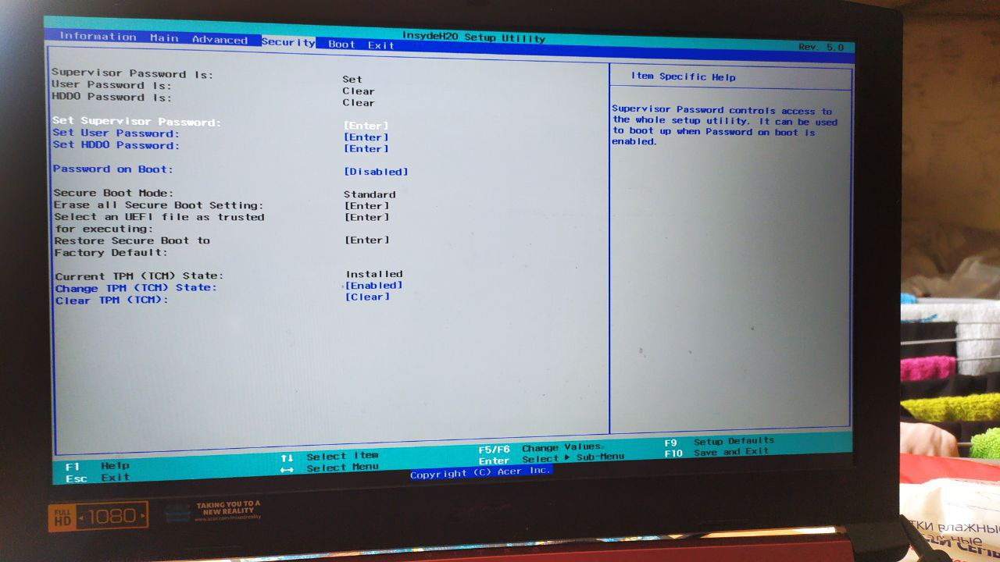 InsydeH20 Setup Utility
Rev. 5.0
Information Main Advanced Security Boot Exit
Supervisor Password Is: Set
User Password Is: Clear
HDD0 Password Is: Clear
Set Supervisor Password: [Enter]
Set User Password: [Enter]
Set HDD0 Password: [Enter]
Password on Boot: [Disabled]
Secure Boot Mode: Standard
Erase all Secure Boot Setting: [Enter]
Select an UEFI file as trusted [Enter]
for executing:
Restore Secure Boot to [Enter]
Factory Default:
Current TPM (TCM) State: Installed
Change TPM (TCM) State: [Enabled]
Clear TPM (TCM): [Clear]
Item Specific Help
Supervisor Password controls access to
the whole setup utility. It can be used
to boot up when Password on boot is
enabled.
F1 Help ↑↓ Select Item F5/F6 Change Values F9 Setup Defaults
Esc Exit ←→ Select Menu Enter Select ▶ Sub-Menu F10 Save and Exit
Copyright (C) Acer Inc.
FULL HD 1080
TAKING YOU TO A
NEW REALITY
www.acer.com/mixedreality
ТКИ ВЛАЖНЫЕ